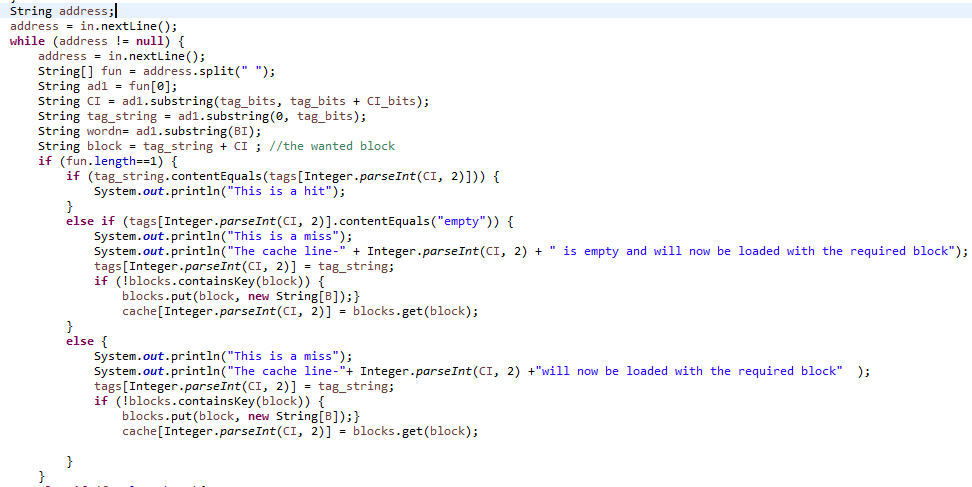 String address;
address = in.nextLine();
while (address != null) {
    address = in.nextLine();
    String[] fun = address.split(" ");
    String ad1 = fun[0];
    String CI = ad1.substring(tag_bits, tag_bits + CI_bits);
    String tag_string = ad1.substring(0, tag_bits);
    String wordn= ad1.substring(BI);
    String block = tag_string + CI ; //the wanted block
    if (fun.length==1) {
        if (tag_string.contentEquals(tags[Integer.parseInt(CI, 2)])) {
            System.out.println("This is a hit");
        }
        else if (tags[Integer.parseInt(CI, 2)].contentEquals("empty")) {
            System.out.println("This is a miss");
            System.out.println("The cache line-" + Integer.parseInt(CI, 2) + " is empty and will now be loaded with the required block");
            tags[Integer.parseInt(CI, 2)] = tag_string;
            if (!blocks.containsKey(block)) {
                blocks.put(block, new String[B]);}
                cache[Integer.parseInt(CI, 2)] = blocks.get(block);
        }
        else {
            System.out.println("This is a miss");
            System.out.println("The cache line-"+ Integer.parseInt(CI, 2) +"will now be loaded with the required block"  );
            tags[Integer.parseInt(CI, 2)] = tag_string;
            if (!blocks.containsKey(block)) {
                blocks.put(block, new String[B]);}
                cache[Integer.parseInt(CI, 2)] = blocks.get(block);

        }
    }